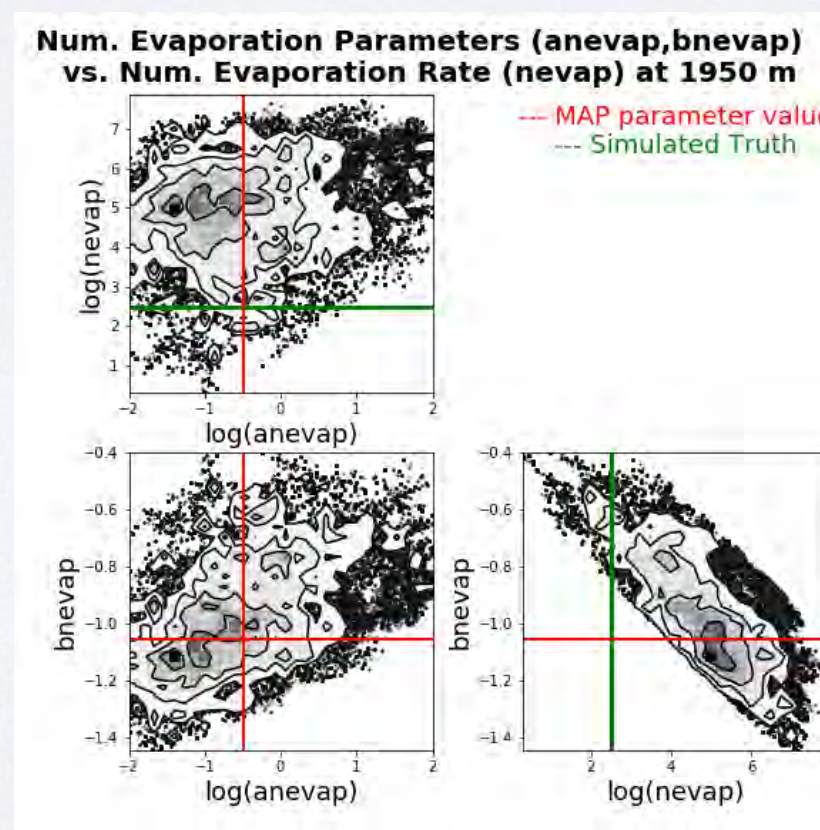 Num. Evaporation Parameters (anevap,bnevap)
vs. Num. Evaporation Rate (nevap) at 1950 m
--- MAP parameter value
--- Simulated Truth
log(nevap)
7
6
5
4
3
2
1
−2 −1 0 1 2
log(anevap)
bnevap
−0.4
−0.6
−0.8
−1.0
−1.2
−1.4
−2 −1 0 1 2
log(anevap)
bnevap
−0.4
−0.6
−0.8
−1.0
−1.2
−1.4
2 4 6
log(nevap)